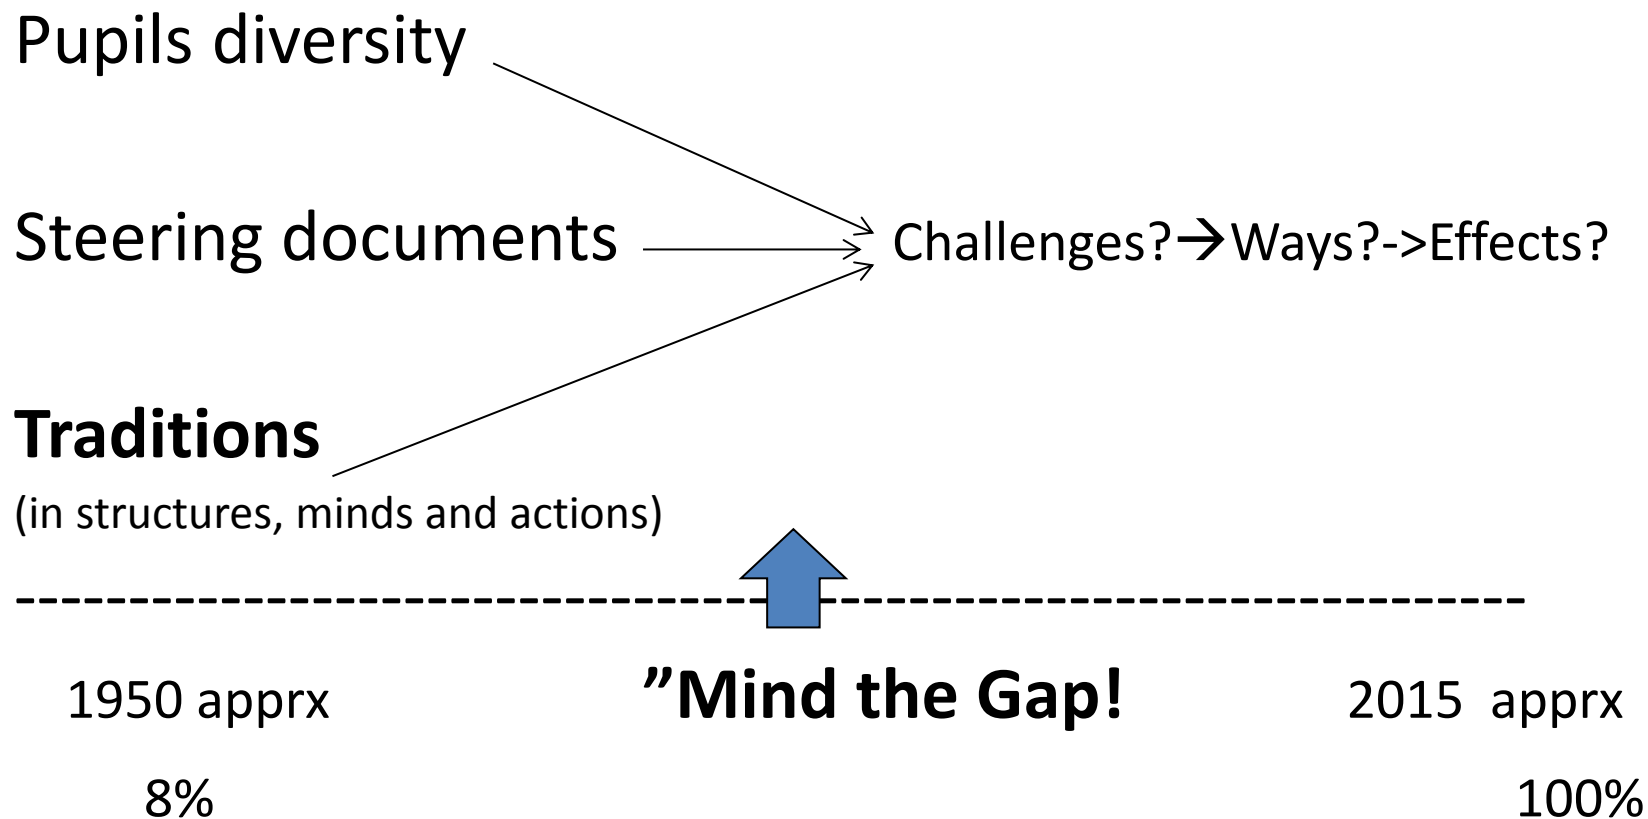 Pupils diversity
Steering documents
Challenges?→Ways?->Effects?
Traditions
(in structures, minds and actions)
1950 apprx
”Mind the Gap!
2015 apprx
8%
100%